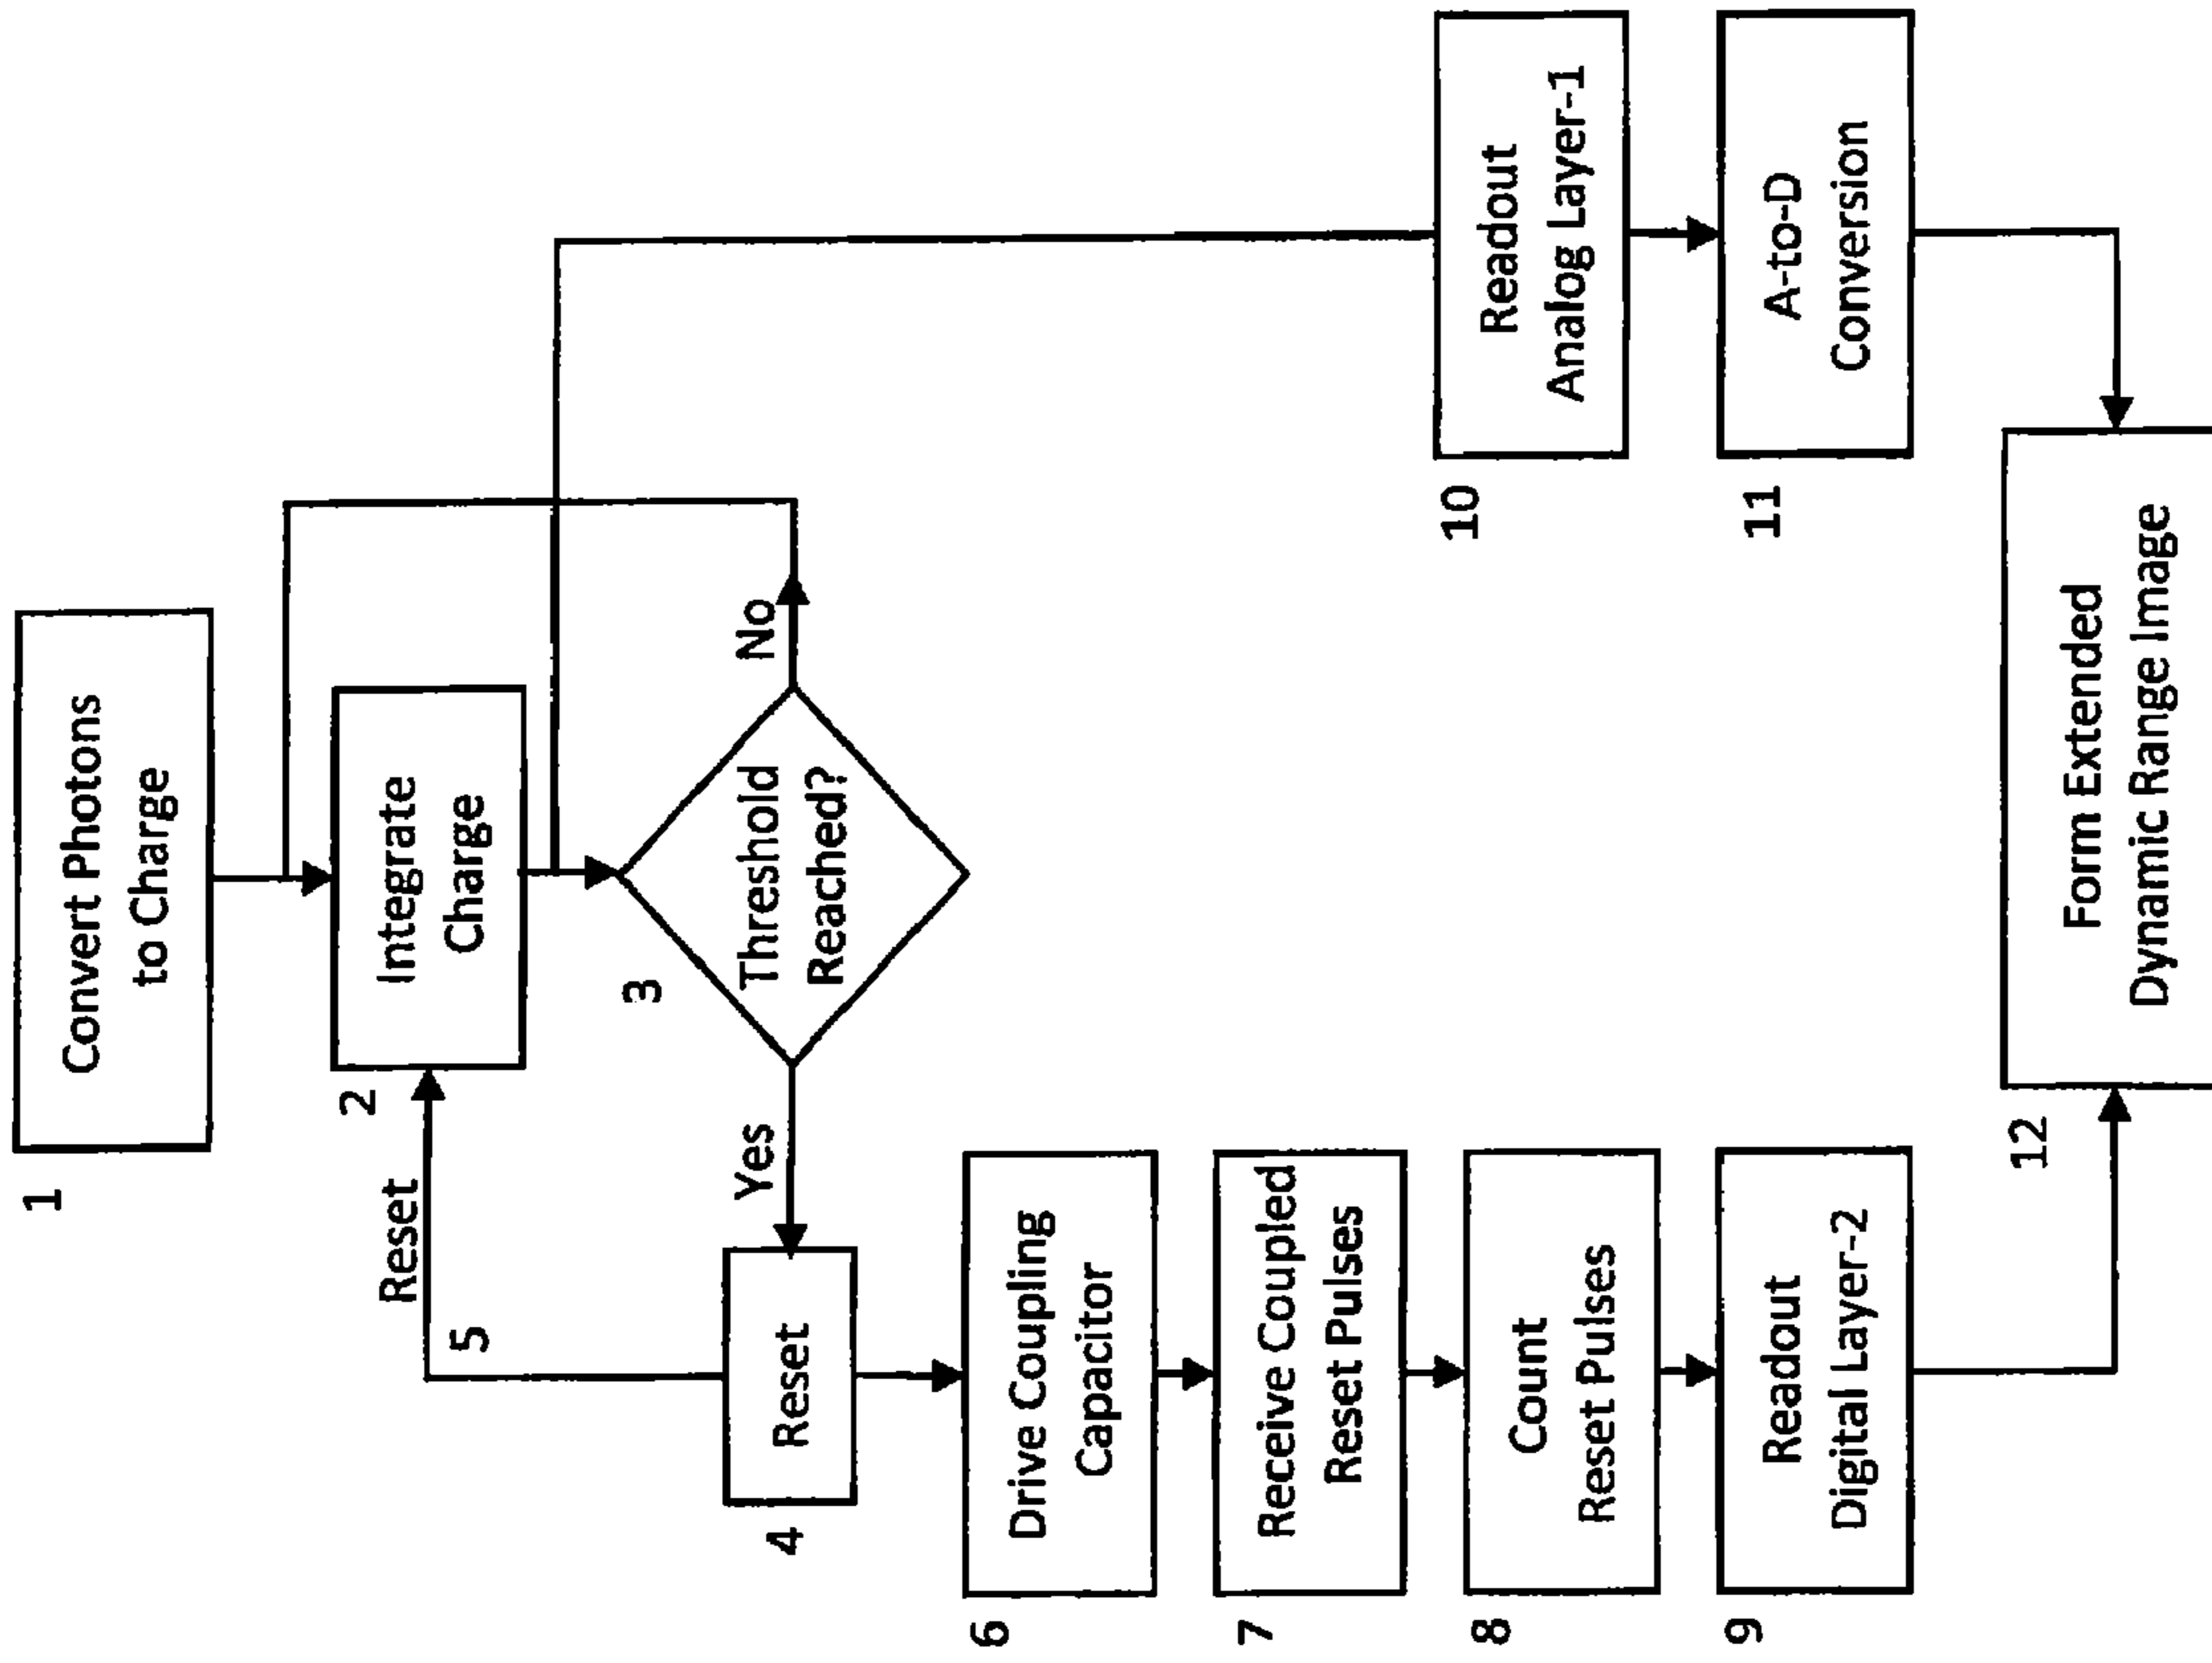 1
Convert Photons
to Charge
2
Integrate
Charge
Reset
5
3
Threshold
Reached?
No
Yes
4
Reset
6
Drive Coupling
Capacitor
7
Receive Coupled
Reset Pulses
8
Count
Reset Pulses
9
Readout
Digital Layer-2
10
Readout
Analog Layer-1
11
A-to-D
Conversion
12
Form Extended
Dynamic Range Image